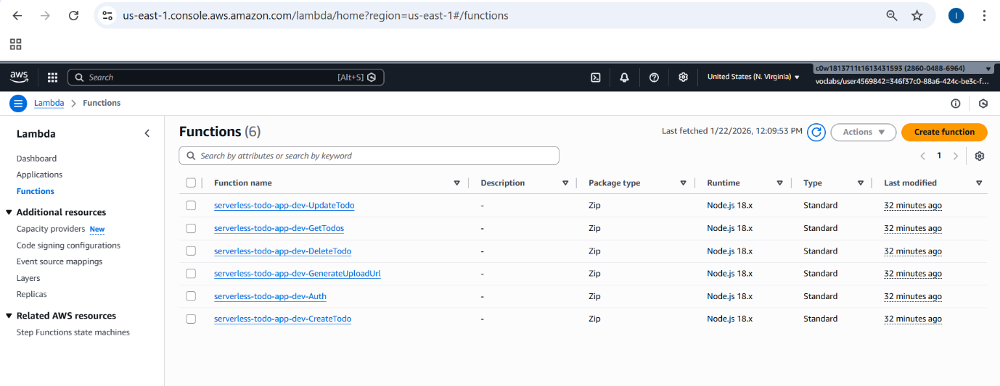 us-east-1.console.aws.amazon.com/lambda/home?region=us-east-1#/functions
I
aws
Search
[Alt+S]
United States (N. Virginia)
c0w1813711t1613431593 (2860-0488-6964)
voclabs/user4569842=346f37c0-88a6-424c-be3c-f...
Lambda
Functions
Lambda
Dashboard
Applications
Functions
Additional resources
Capacity providers New
Code signing configurations
Event source mappings
Layers
Replicas
Related AWS resources
Step Functions state machines
Functions (6)
Last fetched 1/22/2026, 12:09:53 PM
Actions
Create function
Search by attributes or search by keyword
1
Function name Description Package type Runtime Type Last modified
serverless-todo-app-dev-UpdateTodo - Zip Node.js 18.x Standard 32 minutes ago
serverless-todo-app-dev-GetTodos - Zip Node.js 18.x Standard 32 minutes ago
serverless-todo-app-dev-DeleteTodo - Zip Node.js 18.x Standard 32 minutes ago
serverless-todo-app-dev-GenerateUploadUrl - Zip Node.js 18.x Standard 32 minutes ago
serverless-todo-app-dev-Auth - Zip Node.js 18.x Standard 32 minutes ago
serverless-todo-app-dev-CreateTodo - Zip Node.js 18.x Standard 32 minutes ago